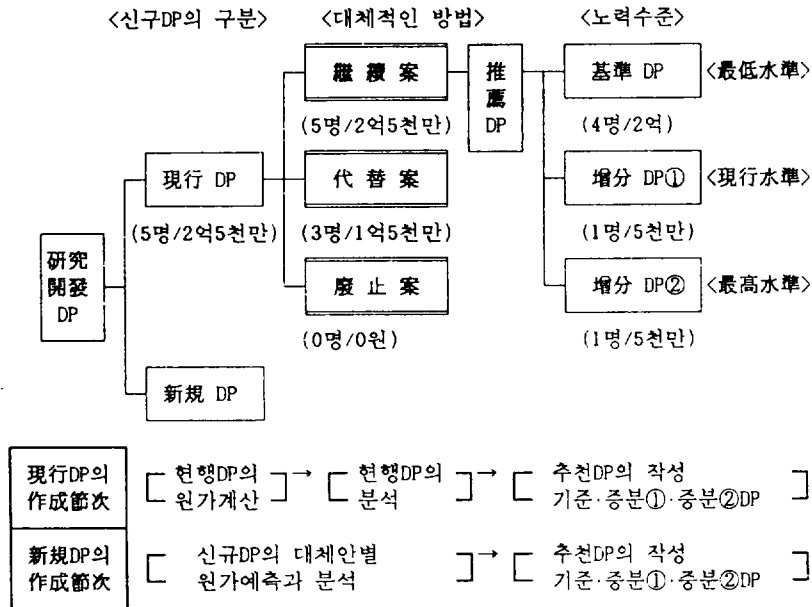 <신규DP의 구분> <대체적인 방법> <노력수준>
繼續案
推薦DP
基準 DP <最低水準>
(5명/2억5천만) (4명/2억)
現行 DP 代替案 增分 DP① <現行水準>
(5명/2억5천만) (3명/1억5천만) (1명/5천만)
研究
開發
DP
廢止案 增分 DP② <最高水準>
(0명/0원) (1명/5천만)
新規 DP
現行DP의 현행DP의 → 현행DP의 → 추천DP의 작성
作成節次 원가계산 분석 기준·증분①·증분②DP
新規DP의 신규DP의 대체안별 → 추천DP의 작성
作成節次 원가예측과 분석 기준·증분①·증분②DP